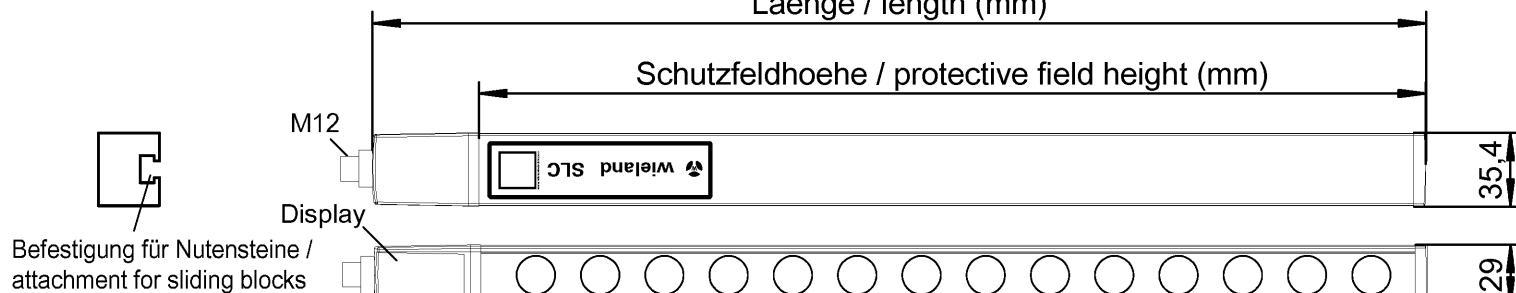 Laenge / length (mm)
Schutzfeldhoehe / protective field height (mm)
M12
wieland SLC
35,4
Display
Befestigung für Nutensteine /
attachment for sliding blocks
29